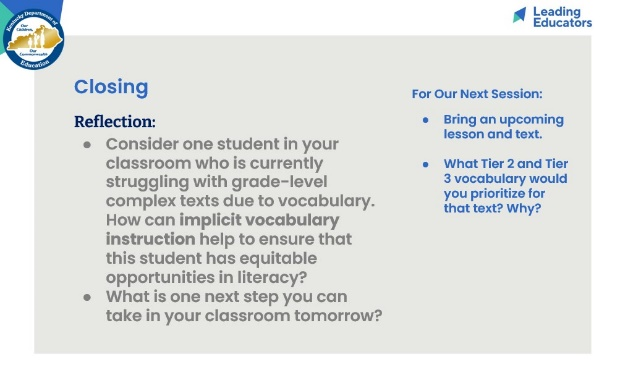 Kentucky Department of
Our
Children,
Our
Commonwealth
Education
Leading
Educators
Closing
Reflection:
● Consider one student in your
classroom who is currently
struggling with grade-level
complex texts due to vocabulary.
How can implicit vocabulary
instruction help to ensure that
this student has equitable
opportunities in literacy?
● What is one next step you can
take in your classroom tomorrow?
For Our Next Session:
● Bring an upcoming
lesson and text.
● What Tier 2 and Tier
3 vocabulary would
you prioritize for
that text? Why?